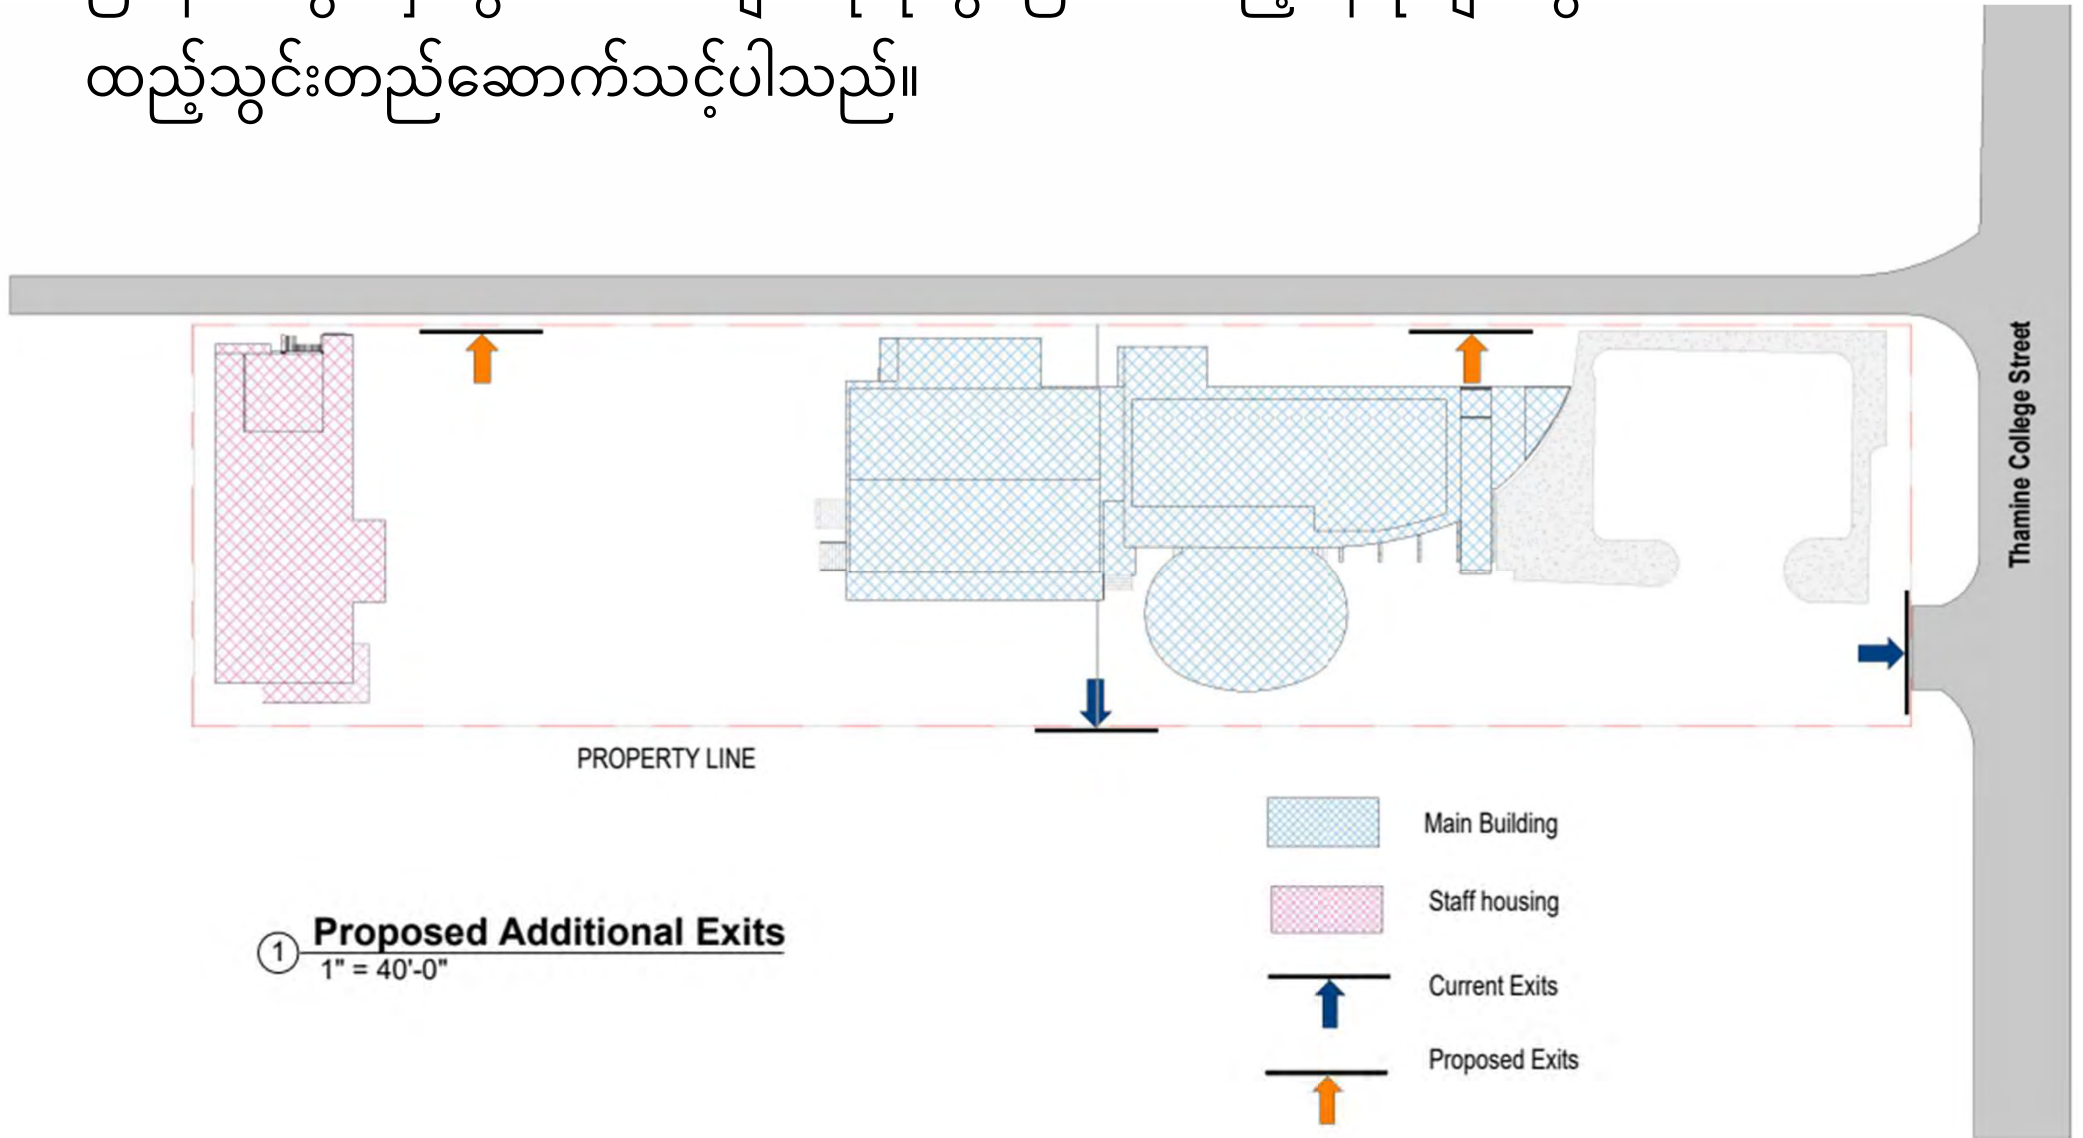 ထည့်သွင်းတည်ဆောက်သင့်ပါသည်။
Thamine College Street
PROPERTY LINE
Main Building
Staff housing
Current Exits
Proposed Exits
1 Proposed Additional Exits
1" = 40'-0"